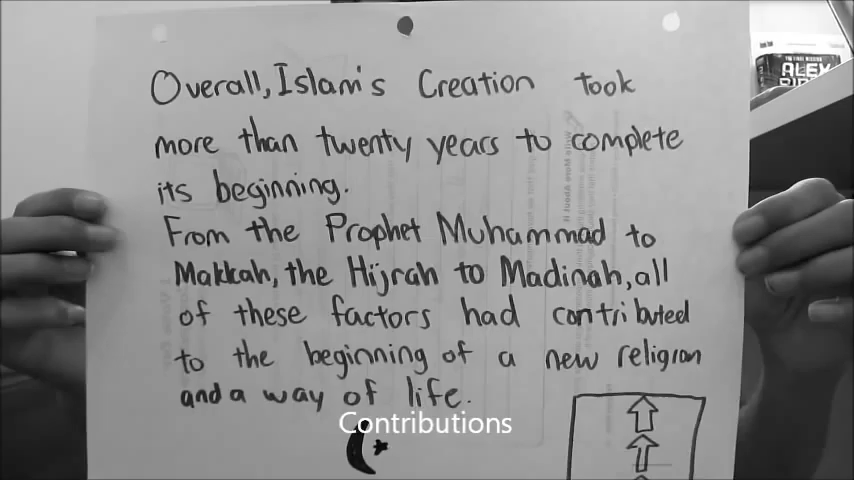 Overall, Islam's Creation took
more than twenty years to complete
its beginning.
From the Prophet Muhammad to
Makkah, the Hijrah to Madinah, all
of these factors had contributed
to the beginning of a new religion
and a way of life.
Contributions
ALEX